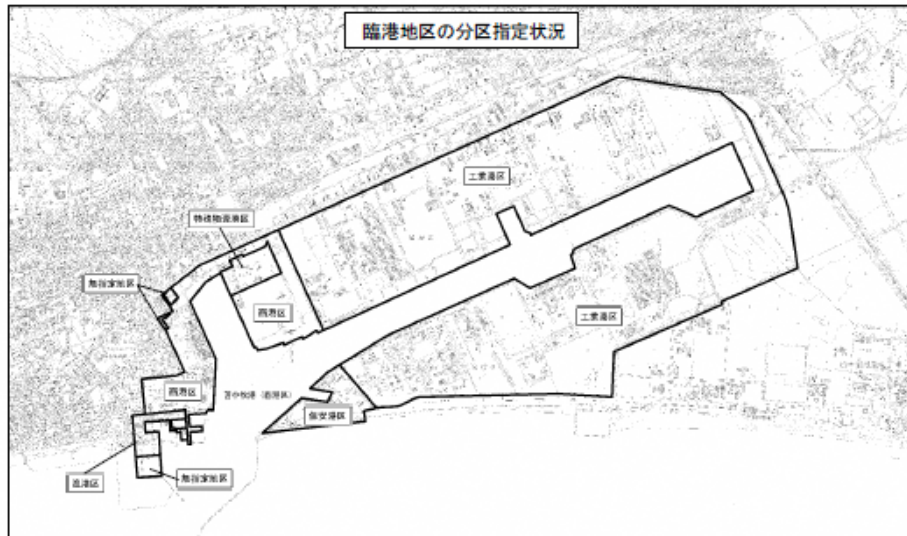 臨港地区の分区指定状況
工業港区
特殊物資港区
無指定地区
商港区
工業港区
商港区
苫小牧港（西港区）
保安港区
無指定地区
漁港区